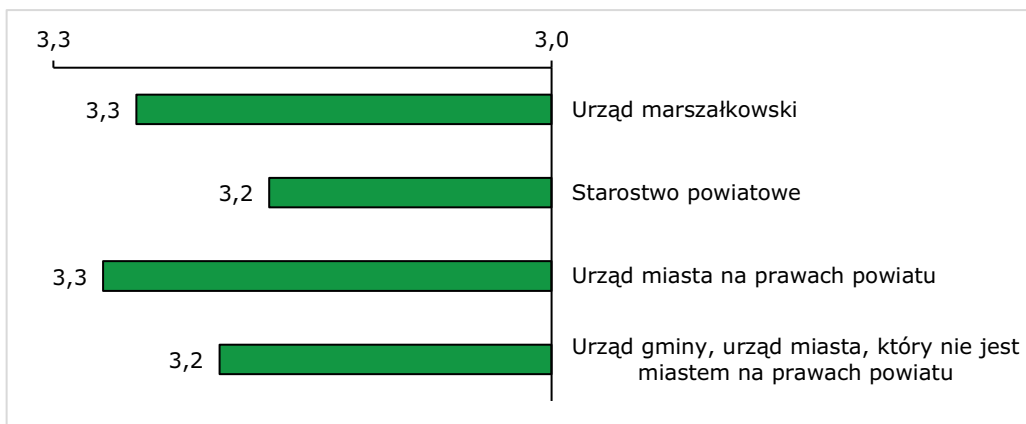 3,3 3,0
3,3 Urząd marszałkowski
3,2 Starostwo powiatowe
3,3 Urząd miasta na prawach powiatu
3,2 Urząd gminy, urząd miasta, który nie jest
miastem na prawach powiatu